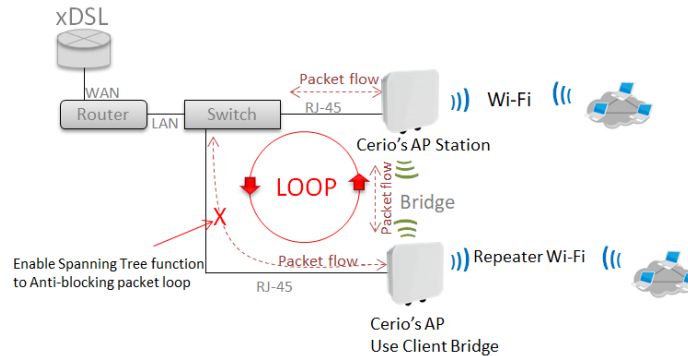 xDSL
WAN
Router
LAN
Switch
Packet flow
RJ-45
Wi-Fi
Cerio's AP Station
LOOP
Packet flow
Bridge
X
Enable Spanning Tree function
to Anti-blocking packet loop
Packet flow
RJ-45
Repeater Wi-Fi
Cerio's AP
Use Client Bridge